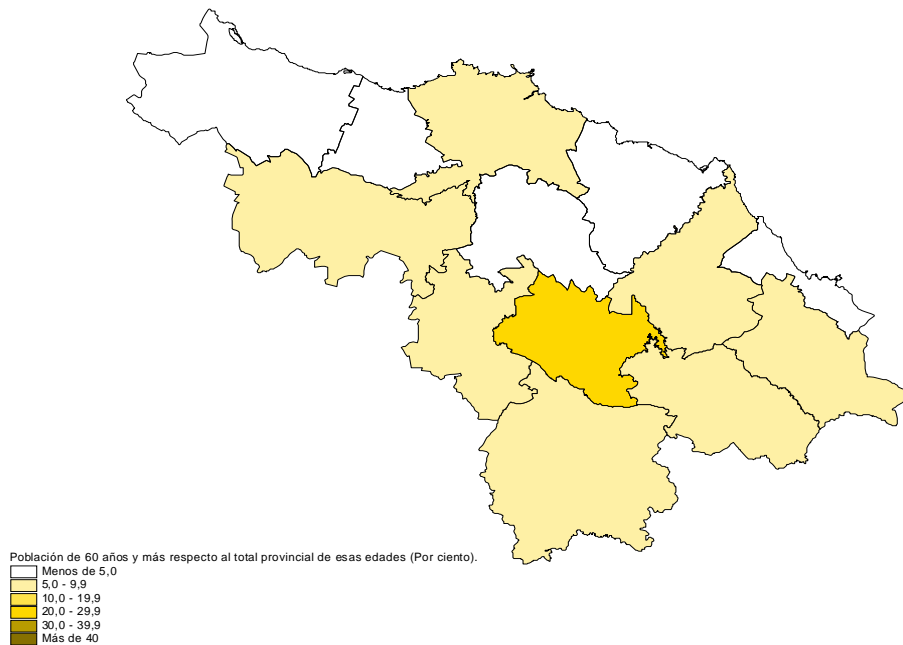 Población de 60 años y más respecto al total provincial de esas edades (Por ciento).
Menos de 5,0
5,0 - 9,9
10,0 - 19,9
20,0 - 29,9
30,0 - 39,9
Más de 40